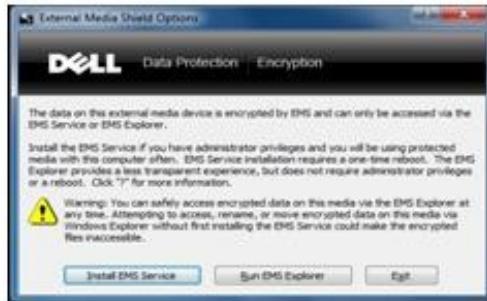 External Media Shield Options
DELL Data Protection | Encryption
The data on this external media device is encrypted by EMS and can only be accessed via the
EMS Service or EMS Explorer.
Install the EMS Service if you have administrator privileges and you will be using protected
media with this computer often. EMS Service installation requires a one-time reboot. The EMS
Explorer provides a less transparent experience, but does not require administrator privileges
or a reboot. Click "?" for more information.
Warning: You can safely access encrypted data on this media via the EMS Explorer at
any time. Attempting to access, rename, or move encrypted data on this media via
Windows Explorer without first installing the EMS Service could make the encrypted
files inaccessible.
Install EMS Service Run EMS Explorer Exit